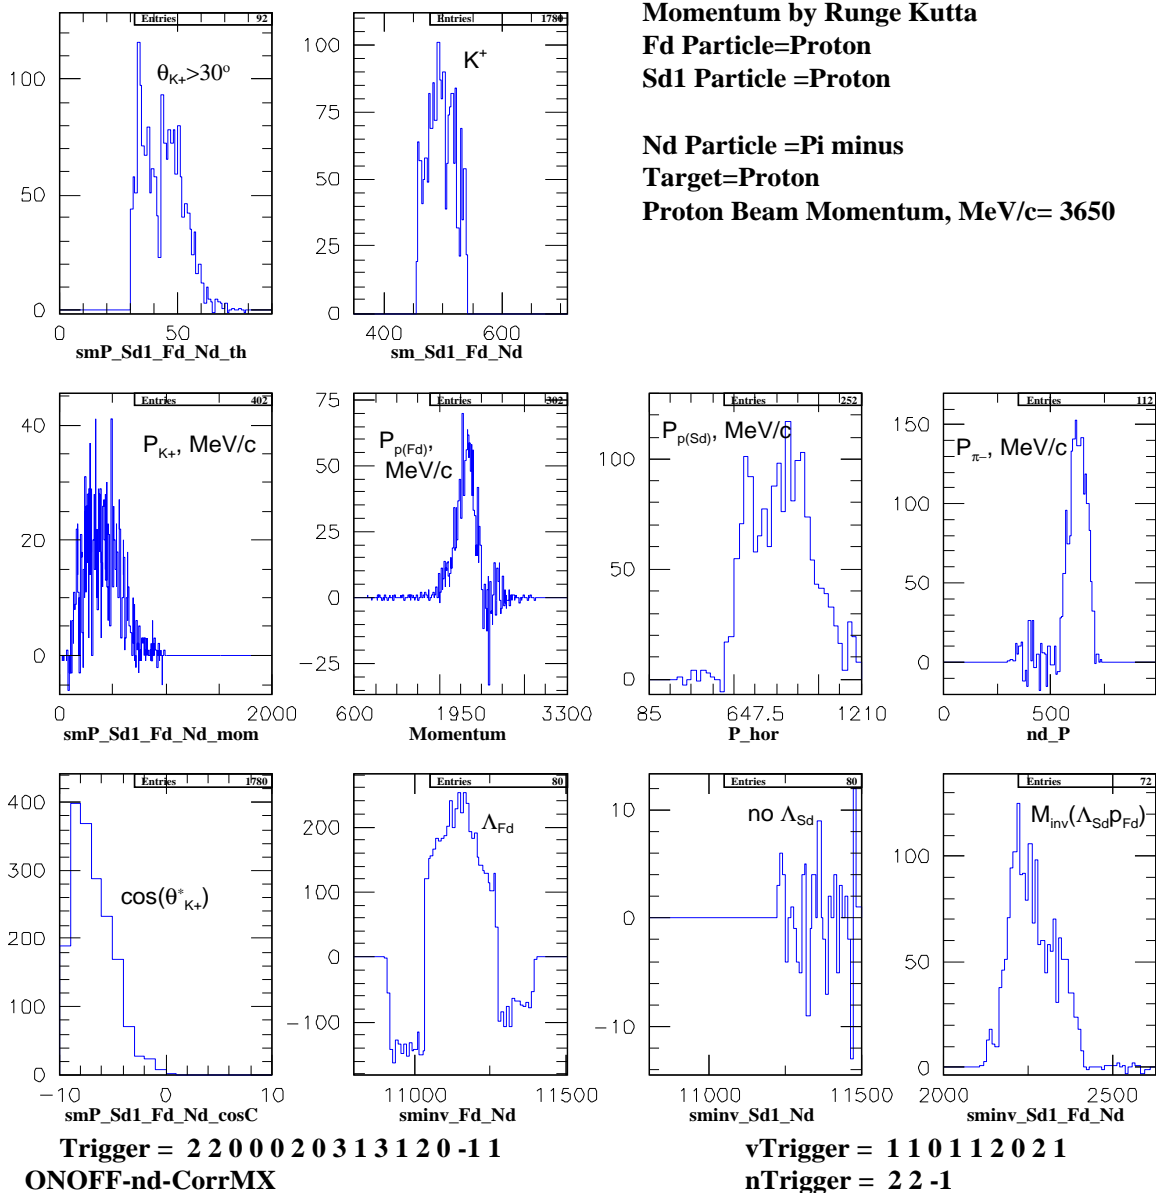 Momentum by Runge Kutta
Fd Particle=Proton
Sd1 Particle =Proton
Nd Particle =Pi minus
Target=Proton
Proton Beam Momentum, MeV/c= 3650
Entries 92
θK+>30º
100
50
0
0 50
smP_Sd1_Fd_Nd_th
Entries 1780
K+
100
75
50
25
0
400 600
sm_Sd1_Fd_Nd
Entries 402
PK+, MeV/c
40
20
0
0 2000
smP_Sd1_Fd_Nd_mom
Entries 302
Pp(Fd),
MeV/c
75
50
25
0
−25
600 1950 3300
Momentum
Entries 252
Pp(Sd), MeV/c
100
50
0
85 647.5 1210
P_hor
Entries 112
Pπ−, MeV/c
150
100
50
0
0 500
nd_P
Entries 1780
cos(θ*K+)
400
300
200
100
0
−10 0 10
smP_Sd1_Fd_Nd_cosC
Entries 80
ΛFd
200
100
0
−100
11000 11500
sminv_Fd_Nd
Entries 80
no ΛSd
10
0
−10
11000 11500
sminv_Sd1_Nd
Entries 72
Minv(ΛSdpFd)
100
50
0
2000 2500
sminv_Sd1_Fd_Nd
Trigger = 2 2 0 0 0 2 0 3 1 3 1 2 0 -1 1
vTrigger = 1 1 0 1 1 2 0 2 1
ONOFF-nd-CorrMX
nTrigger = 2 2 -1